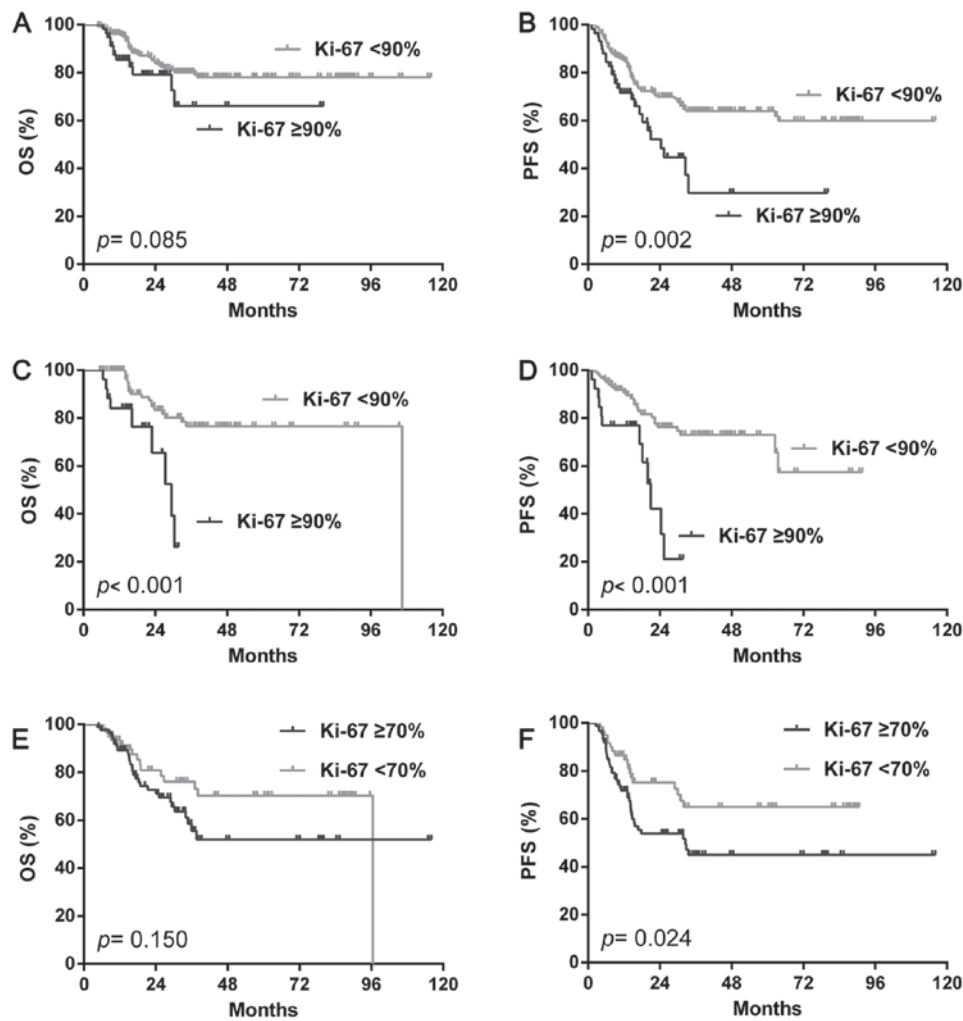 A
OS (%)
100
80
60
40
20
0
Ki-67 <90%
Ki-67 ≥90%
p= 0.085
0 24 48 72 96 120
Months
B
PFS (%)
100
80
60
40
20
0
Ki-67 <90%
Ki-67 ≥90%
p= 0.002
0 24 48 72 96 120
Months
C
OS (%)
100
80
60
40
20
0
Ki-67 <90%
Ki-67 ≥90%
p< 0.001
0 24 48 72 96 120
Months
D
PFS (%)
100
80
60
40
20
0
Ki-67 <90%
Ki-67 ≥90%
p< 0.001
0 24 48 72 96 120
Months
E
OS (%)
100
80
60
40
20
0
Ki-67 ≥70%
Ki-67 <70%
p= 0.150
0 24 48 72 96 120
Months
F
PFS (%)
100
80
60
40
20
0
Ki-67 ≥70%
Ki-67 <70%
p= 0.024
0 24 48 72 96 120
Months